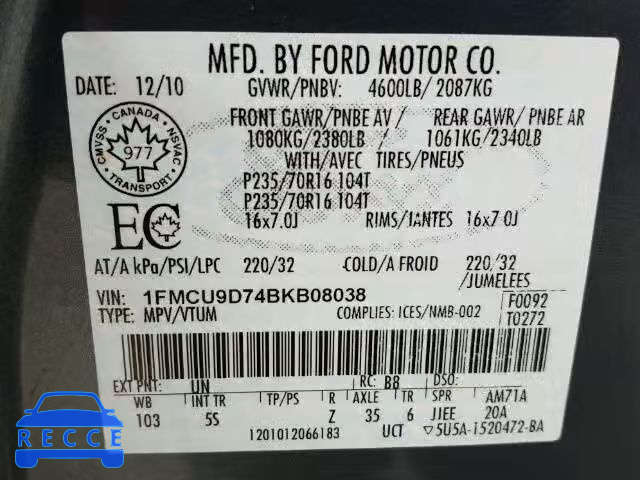 MFD. BY FORD MOTOR CO.
DATE: 12/10 GVWR/PNBV: 4600LB/ 2087KG
FRONT GAWR/PNBE AV / REAR GAWR/ PNBE AR
1080KG/2380LB / 1061KG/2340LB
WITH/AVEC TIRES/PNEUS
P235/70R16 104T
P235/70R16 104T
16x7.0J RIMS/JANTES 16x7.0J
CMVSS CANADA NSVAC
977
TRANSPORT
EC
AT/A kPa/PSI/LPC 220/32 COLD/A FROID 220/32
/JUMELEES
VIN: 1FMCU9D74BKB08038 F0092
TYPE: MPV/VTUM COMPLIES: ICES/NMB-002 T0272
EXT PNT: UN RC: B8 DSO:
WB INT TR TP/PS R AXLE TR SPR AM71A
103 5S Z 35 6 JJEE 20A
1201012066183 UCT ▽5U5A-1520472-BA
RECCE